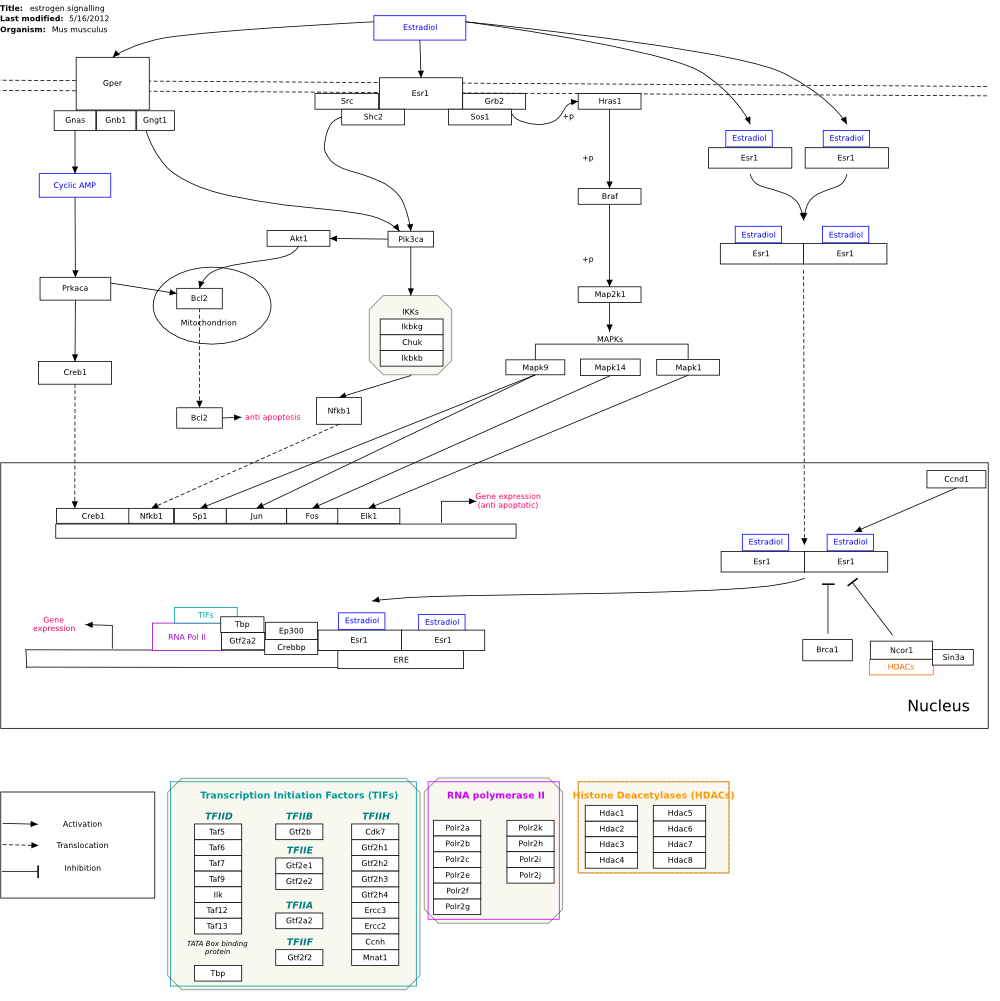 Title: estrogen signalling
Last modified: 5/16/2012
Organism: Mus musculus
Estradiol
Gper
Esr1
Src
Grb2
Hras1
Gnas
Gnb1
Gngt1
Shc2
Sos1
+p
Estradiol
Estradiol
Esr1
Esr1
+p
Cyclic AMP
Braf
Akt1
Pik3ca
Estradiol
Estradiol
Esr1
Esr1
+p
Prkaca
Bcl2
Map2k1
Mitochondrion
IKKs
Ikbkg
Chuk
Ikbkb
MAPKs
Creb1
Mapk9
Mapk14
Mapk1
Bcl2
anti apoptosis
Nfkb1
Ccnd1
Gene expression
(anti apoptotic)
Creb1
Nfkb1
Sp1
Jun
Fos
Elk1
Estradiol
Estradiol
Esr1
Esr1
Gene
expression
TIFs
RNA Pol II
Tbp
Gtf2a2
Ep300
Crebbp
Estradiol
Estradiol
Esr1
Esr1
ERE
Brca1
Ncor1
HDACs
Sin3a
Nucleus
Activation
Translocation
Inhibition
Transcription Initiation Factors (TIFs)
TFIID
Taf5
Taf6
Taf7
Taf9
Ilk
Taf12
Taf13
TATA Box binding
protein
Tbp
TFIIB
Gtf2b
TFIIE
Gtf2e1
Gtf2e2
TFIIA
Gtf2a2
TFIIF
Gtf2f2
TFIIH
Cdk7
Gtf2h1
Gtf2h2
Gtf2h3
Gtf2h4
Ercc3
Ercc2
Ccnh
Mnat1
RNA polymerase II
Polr2a
Polr2b
Polr2c
Polr2e
Polr2f
Polr2g
Polr2k
Polr2h
Polr2i
Polr2j
Histone Deacetylases (HDACs)
Hdac1
Hdac2
Hdac3
Hdac4
Hdac5
Hdac6
Hdac7
Hdac8